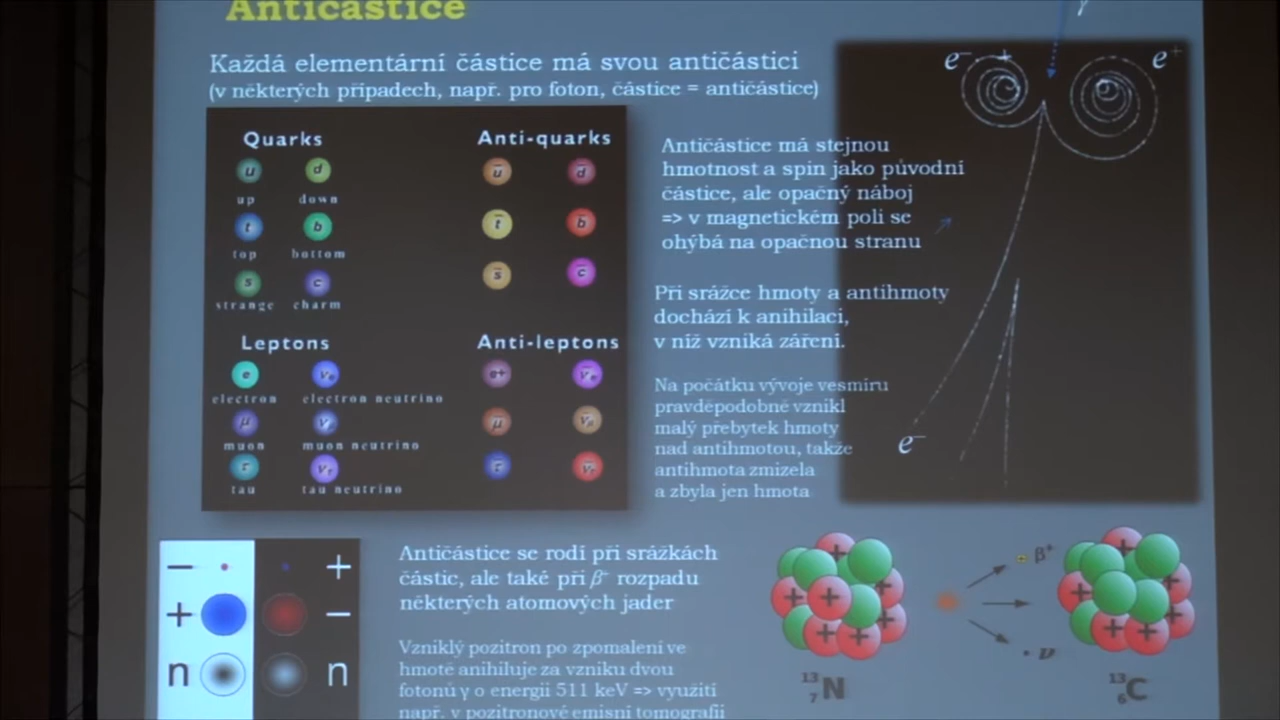 Antičástice
Každá elementární částice má svou antičástici
(v některých případech, např. pro foton, částice = antičástice)
Quarks
u d
up down
t b
top bottom
s c
strange charm
Anti-quarks
ū d̄
t̄ b̄
s̄ c̄
Leptons
e νe
electron electron neutrino
μ ν
muon muon neutrino
τ ντ
tau tau neutrino
Anti-leptons
e+ ν̄e
μ̄ ν̄μ
τ̄ ν̄τ
Antičástice má stejnou
hmotnost a spin jako původní
částice, ale opačný náboj
=> v magnetickém poli se
ohýbá na opačnou stranu
Při srážce hmoty a antihmoty
dochází k anihilaci,
v níž vzniká záření.
Na počátku vývoje vesmíru
pravděpodobně vznikl
malý přebytek hmoty
nad antihmotou, takže
antihmota zmizela
a zbyla jen hmota
γ
e⁻ e⁺
e⁻
− +
+ −
n n
Antičástice se rodí při srážkách
částic, ale také při β⁺ rozpadu
některých atomových jader
Vzniklý pozitron po zpomalení ve
hmotě anihiluje za vzniku dvou
fotonů γ o energii 511 keV => využití
např. v pozitronové emisní tomografii
β⁺
ν
¹³₇N
¹³₆C